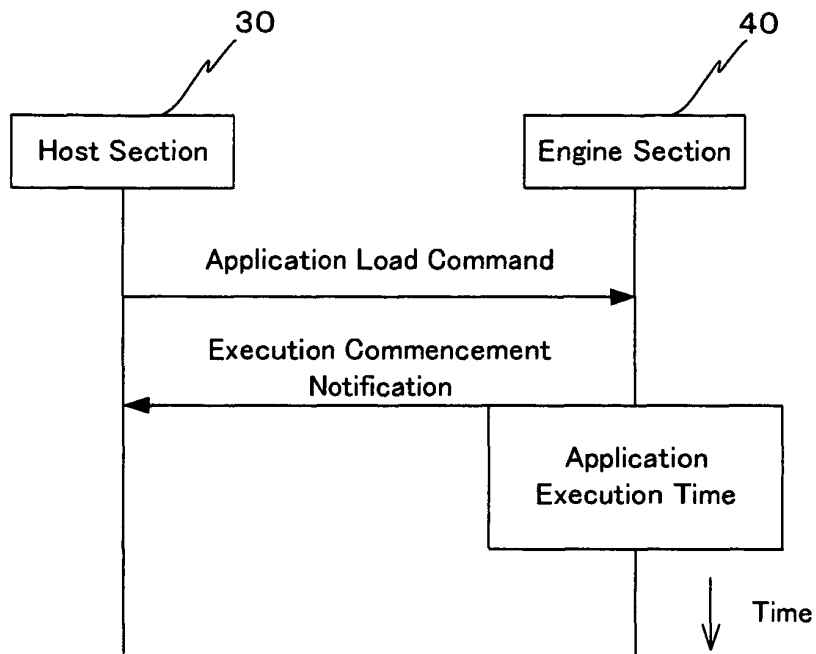 30
40
Host Section
Engine Section
Application Load Command
Execution Commencement
Notification
Application
Execution Time
Time